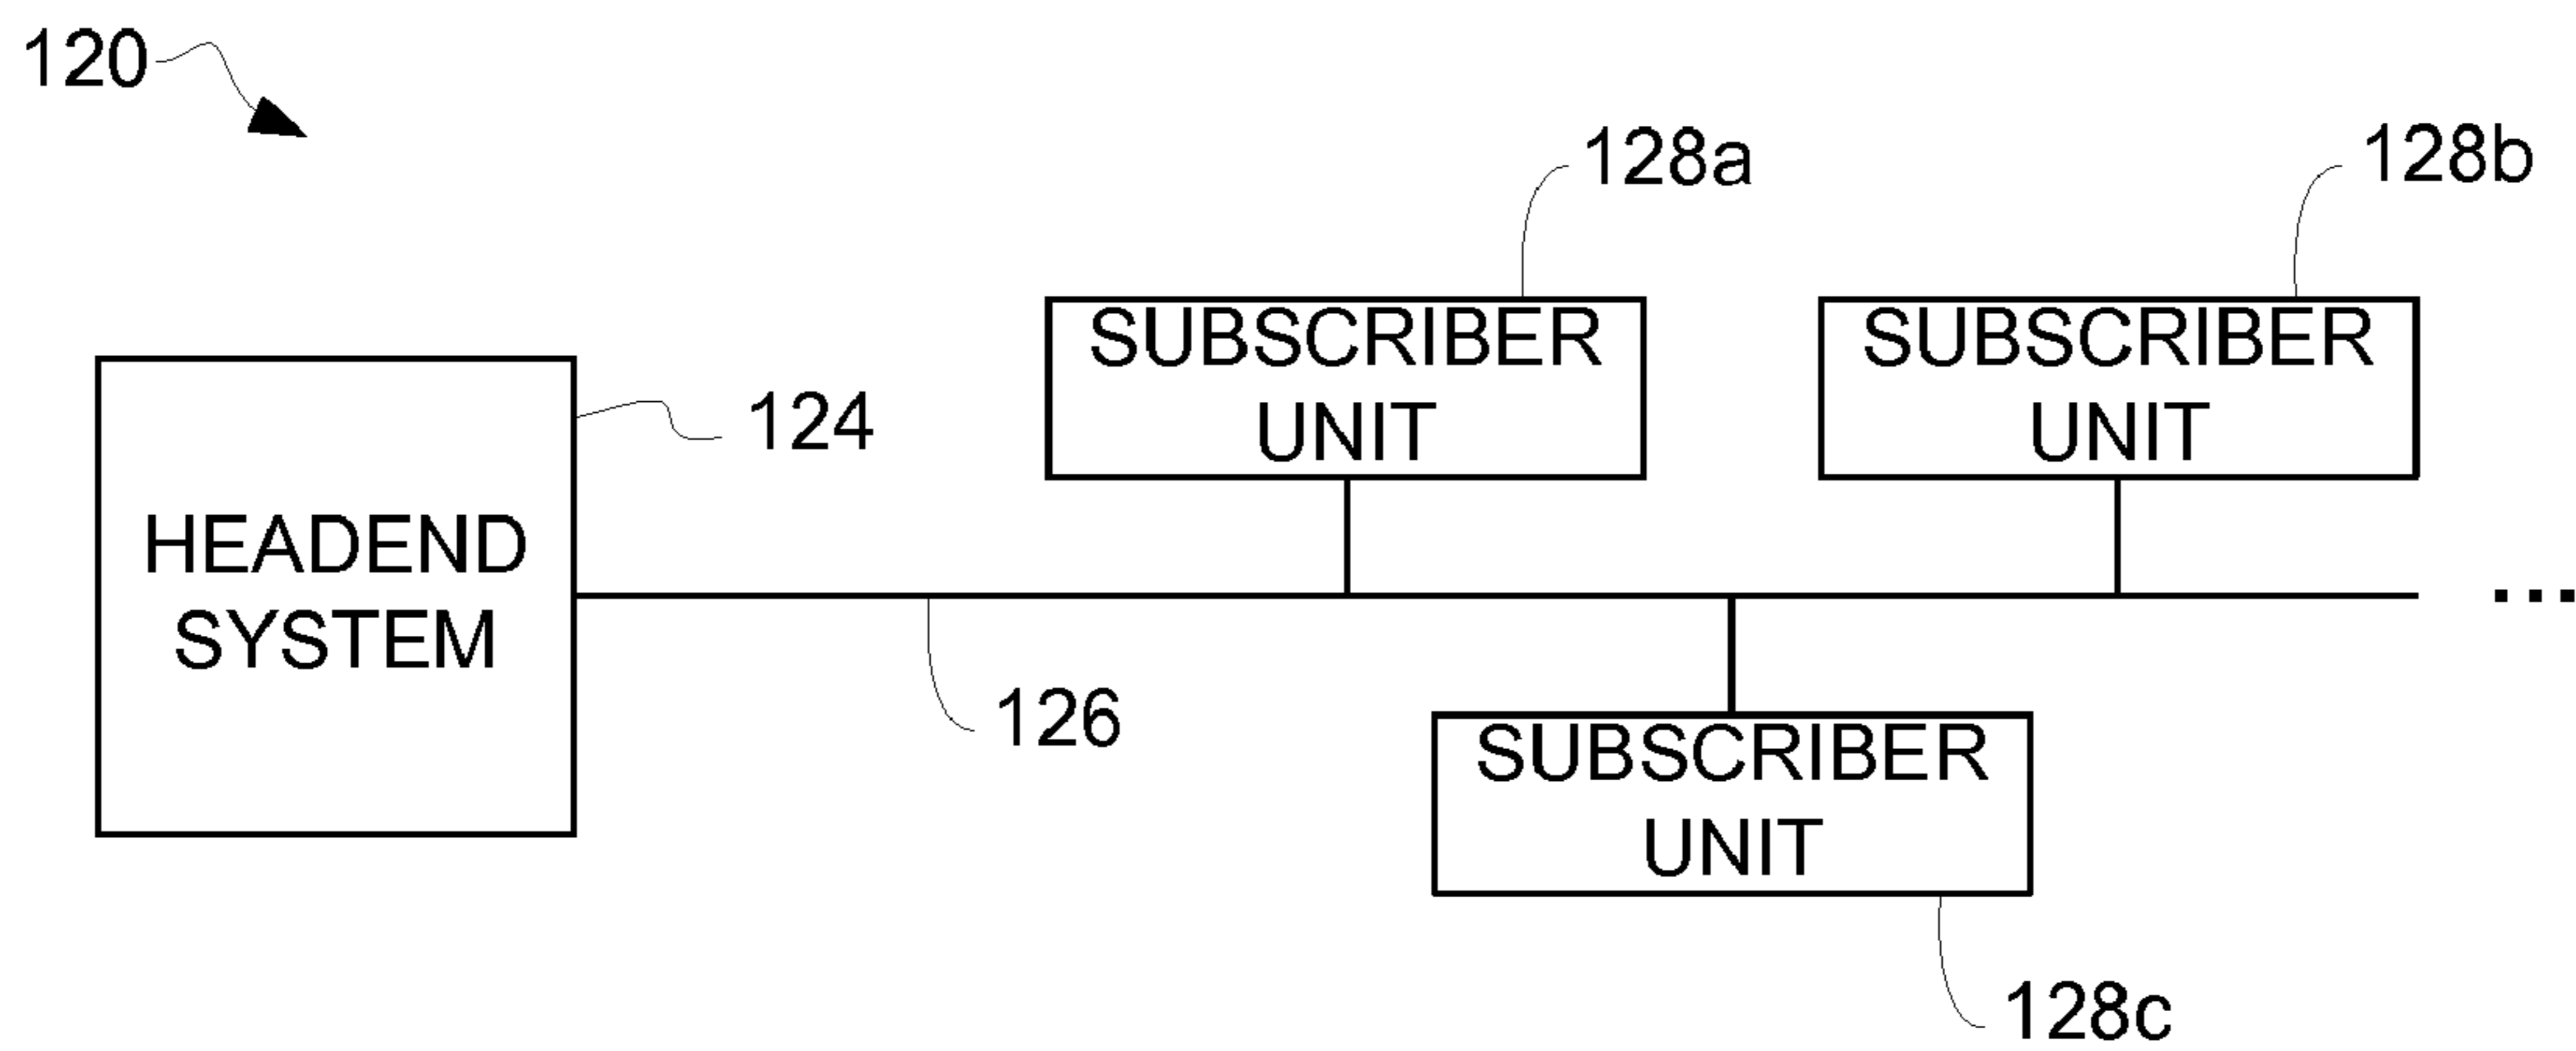 120
128a
128b
SUBSCRIBER
UNIT
SUBSCRIBER
UNIT
124
HEADEND
SYSTEM
...
126
SUBSCRIBER
UNIT
128c